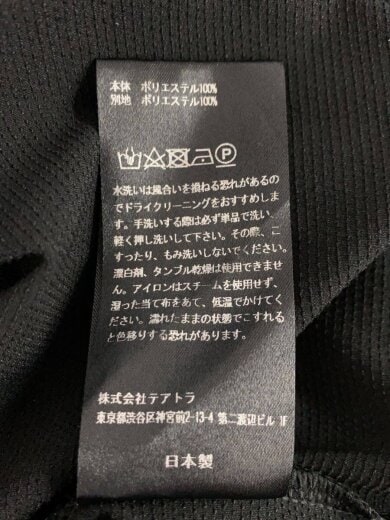 本体 ポリエステル100%
別地 ポリエステル100%
水洗いは風合いを損ねる恐れがあるの
でドライクリーニングをおすすめしま
す。手洗いする際は必ず単品で洗い、
軽く押し洗いして下さい。その際、こ
すったり、もみ洗いしないでください。
漂白剤、タンブル乾燥は使用できませ
ん。アイロンはスチームを使用せず、
湿った当て布をあて、低温でかけてく
ださい。濡れたままの状態でこすれる
と色移りする恐れがあります。
株式会社テアトラ
東京都渋谷区神宮前2-13-4 第二渡辺ビル 1F
日本製